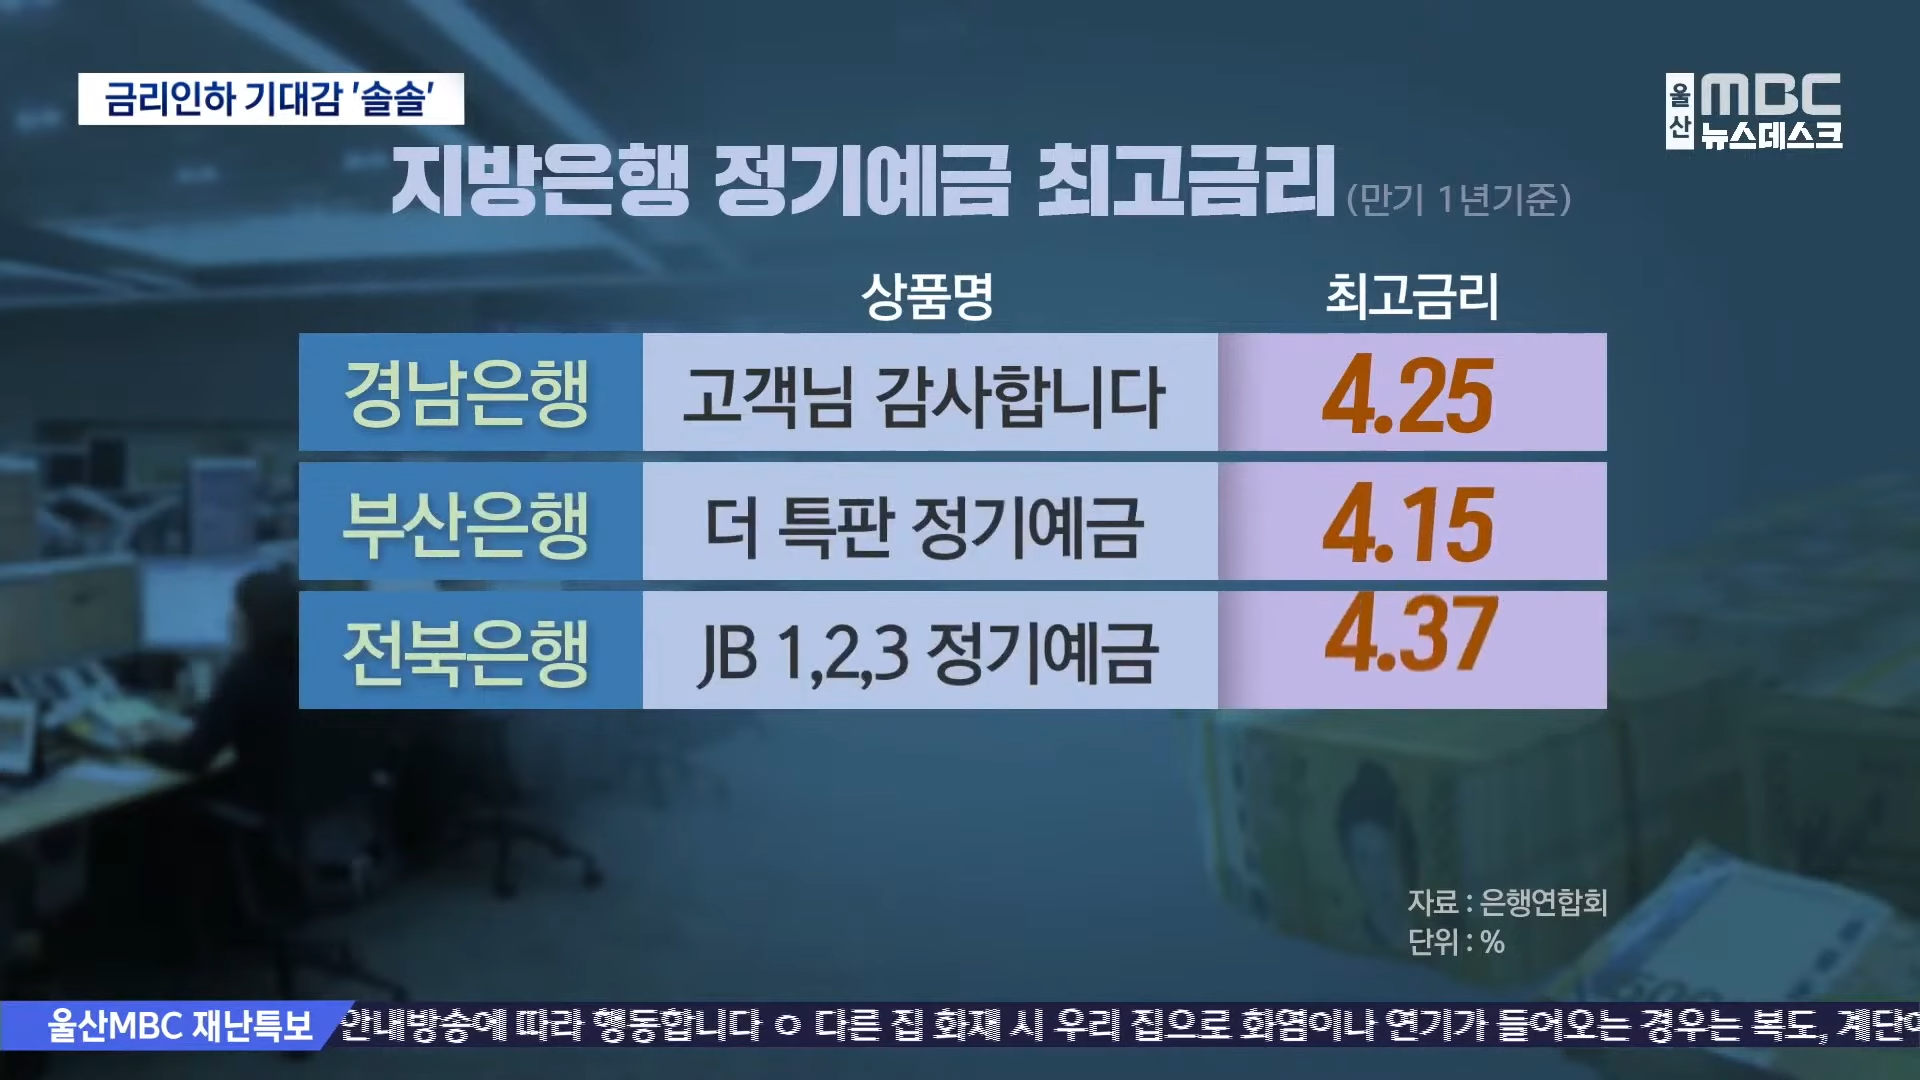 금리인하 기대감 '솔솔'
울산 MBC
뉴스데스크
지방은행 정기예금 최고금리 (만기 1년기준)
상품명 최고금리
경남은행 고객님 감사합니다 4.25
부산은행 더 특판 정기예금 4.15
전북은행 JB 1,2,3 정기예금 4.37
자료 : 은행연합회
단위 : %
울산MBC 재난특보 안내방송에 따라 행동합니다 ㅇ 다른 집 화재 시 우리 집으로 화염이나 연기가 들어오는 경우는 복도, 계단에